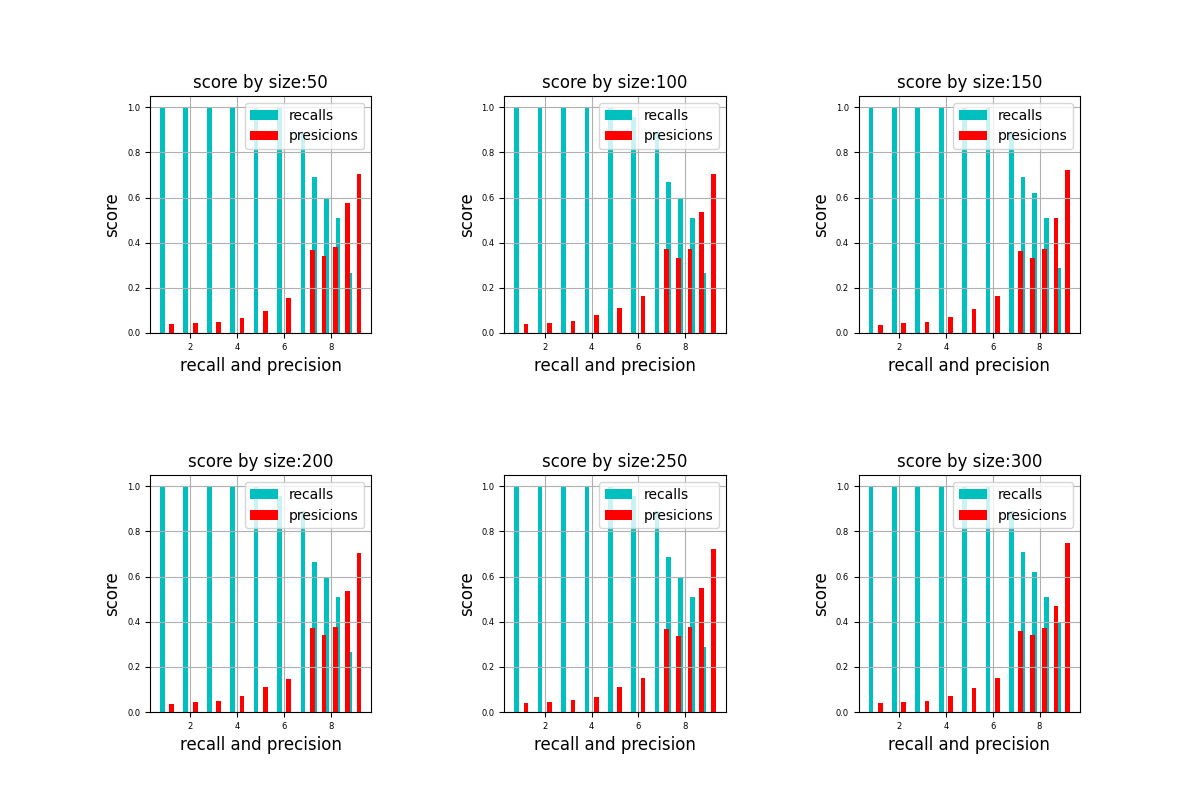 score by size:50
1.0
0.8
0.6
0.4
0.2
0.0
score
recalls
presicions
2 4 6 8
recall and precision
score by size:100
1.0
0.8
0.6
0.4
0.2
0.0
score
recalls
presicions
2 4 6 8
recall and precision
score by size:150
1.0
0.8
0.6
0.4
0.2
0.0
score
recalls
presicions
2 4 6 8
recall and precision
score by size:200
1.0
0.8
0.6
0.4
0.2
0.0
score
recalls
presicions
2 4 6 8
recall and precision
score by size:250
1.0
0.8
0.6
0.4
0.2
0.0
score
recalls
presicions
2 4 6 8
recall and precision
score by size:300
1.0
0.8
0.6
0.4
0.2
0.0
score
recalls
presicions
2 4 6 8
recall and precision